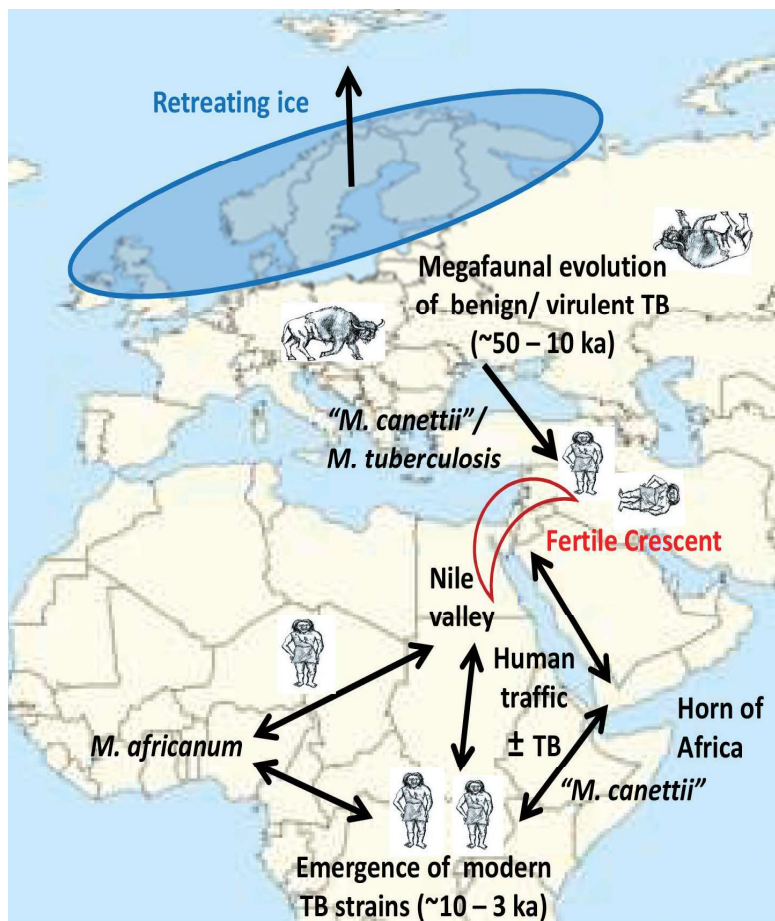 Retreating ice
Megafaunal evolution
of benign/ virulent TB
(~50 – 10 ka)
“M. canettii”/
M. tuberculosis
Fertile Crescent
Nile
valley
Human
traffic
± TB
Horn of
Africa
M. africanum
“M. canettii”
Emergence of modern
TB strains (~10 – 3 ka)